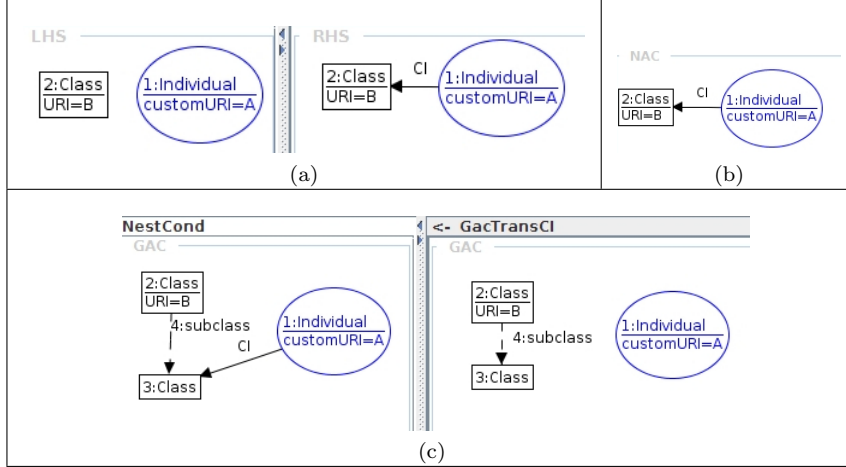 LHS
2:Class
URI=B
1:Individual
customURI=A
RHS
2:Class
URI=B
CI
1:Individual
customURI=A
(a)
NAC
2:Class
URI=B
CI
1:Individual
customURI=A
(b)
NestCond
GAC
2:Class
URI=B
4:subclass
CI
1:Individual
customURI=A
3:Class
<- GacTransCI
GAC
2:Class
URI=B
4:subclass
1:Individual
customURI=A
3:Class
(c)